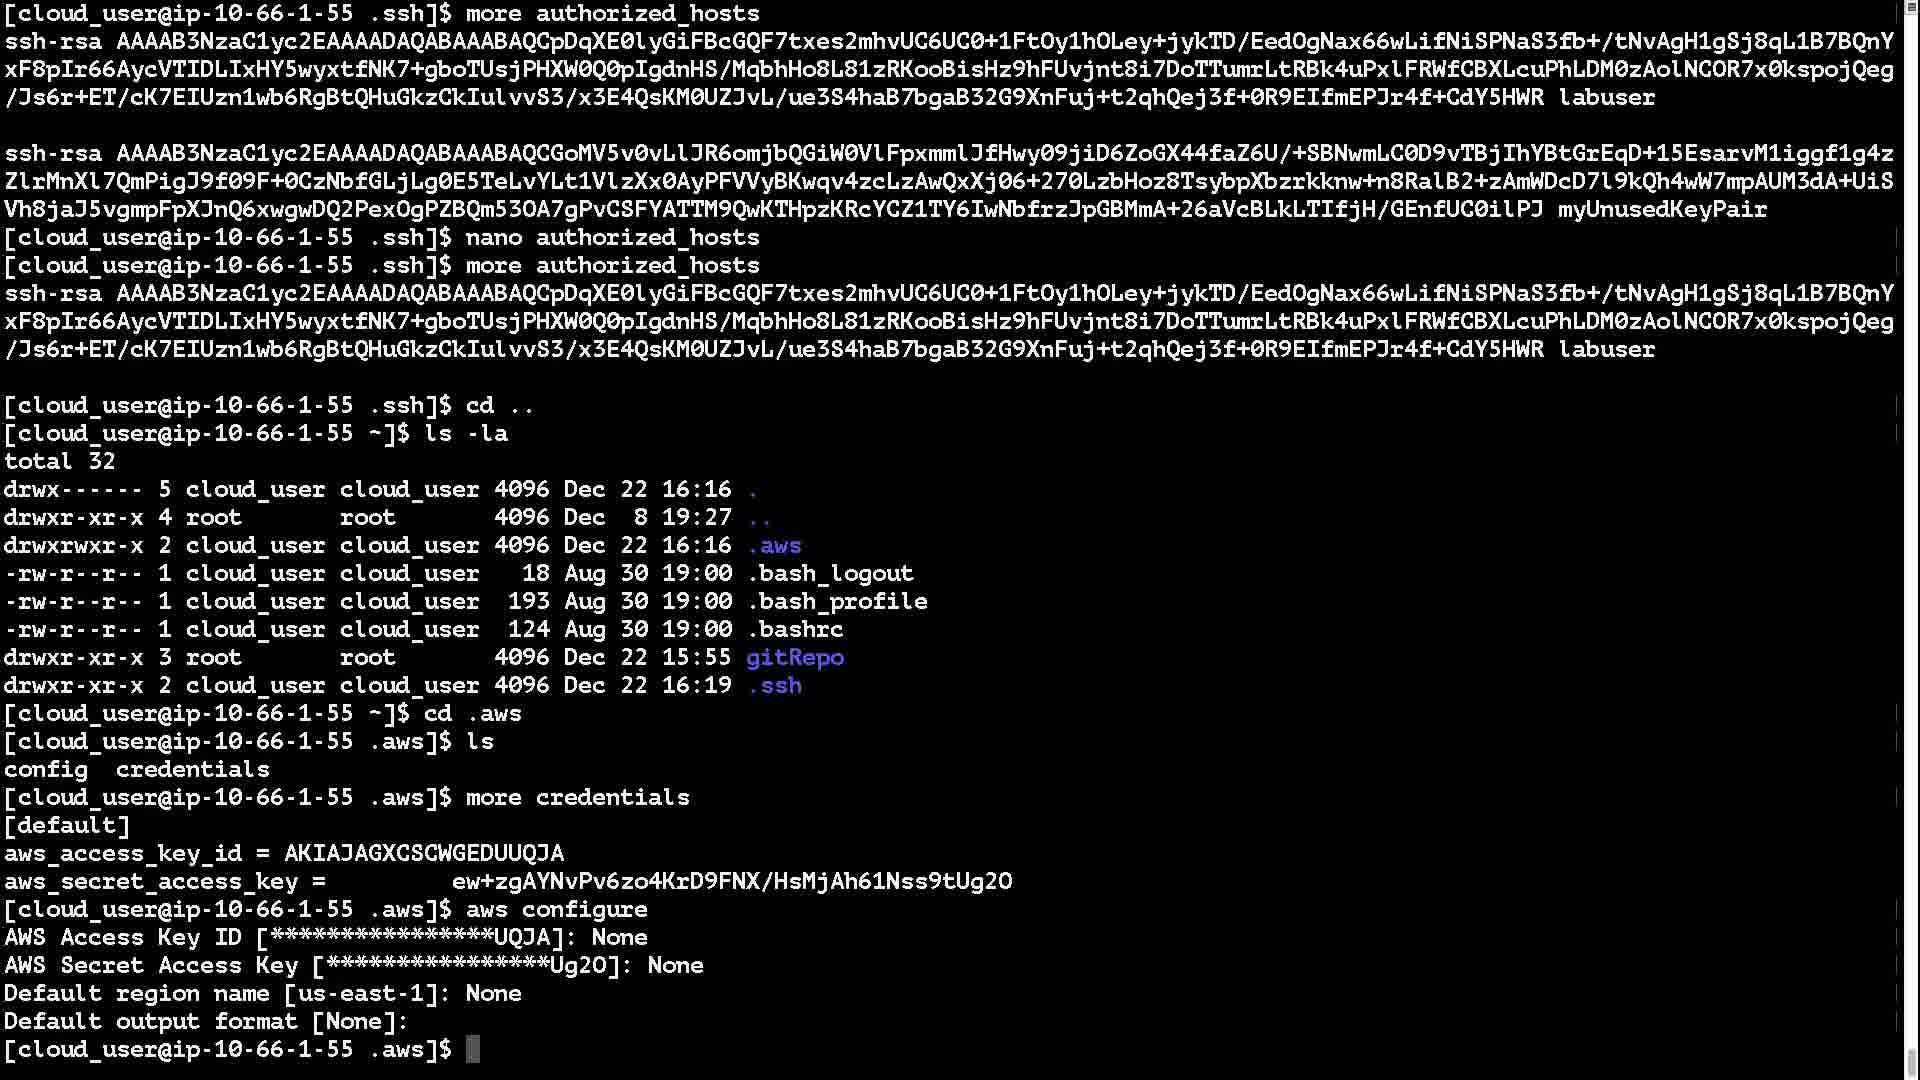 [cloud_user@ip-10-66-1-55 .ssh]$ more authorized_hosts
ssh-rsa AAAAB3NzaC1yc2EAAAADAQABAAABAQCpDqXE0lyGiFBcGQF7txes2mhvUC6UC0+1FtOy1hOLey+jykTD/EedOgNax66wLifNiSPNaS3fb+/tNvAgH1gSj8qL1B7BQnY
xF8pIr66AycVTIDLIxHY5wyxtfNK7+gboTUsjPHXW0Q0pIgdnHS/MqbhHo8L81zRKooBisHz9hFUvjnt8i7DoTTumrLtRBk4uPxlFRWfCBXLcuPhLDM0zAolNCOR7x0kspojQeg
/Js6r+ET/cK7EIUzn1wb6RgBtQHuGkzCkIulvvS3/x3E4QsKM0UZJvL/ue3S4haB7bgaB32G9XnFuj+t2qhQej3f+0R9EIfmEPJr4f+CdY5HWR labuser
ssh-rsa AAAAB3NzaC1yc2EAAAADAQABAAABAQCGoMV5v0vLlJR6omjbQGiW0VlFpxmmlJfHwy09jiD6ZoGX44faZ6U/+SBNwmLC0D9vTBjIhYBtGrEqD+15EsarvM1iggf1g4z
ZlrMnXl7QmPigJ9f09F+0CzNbfGLjLg0E5TeLvYLt1VlzXx0AyPFVVyBKwqv4zcLzAwQxXj06+270LzbHoz8TsybpXbzrkknw+n8RalB2+zAmWDcD7l9kQh4wW7mpAUM3dA+UiS
Vh8jaJ5vgmpFpXJnQ6xwgwDQ2PexOgPZBQm53OA7gPvCSFYATTM9QwKTHpzKRcYCZ1TY6IwNbfrzJpGBMmA+26aVcBLkLTIfjH/GEnfUC0ilPJ myUnusedKeyPair
[cloud_user@ip-10-66-1-55 .ssh]$ nano authorized_hosts
[cloud_user@ip-10-66-1-55 .ssh]$ more authorized_hosts
ssh-rsa AAAAB3NzaC1yc2EAAAADAQABAAABAQCpDqXE0lyGiFBcGQF7txes2mhvUC6UC0+1FtOy1hOLey+jykTD/EedOgNax66wLifNiSPNaS3fb+/tNvAgH1gSj8qL1B7BQnY
xF8pIr66AycVTIDLIxHY5wyxtfNK7+gboTUsjPHXW0Q0pIgdnHS/MqbhHo8L81zRKooBisHz9hFUvjnt8i7DoTTumrLtRBk4uPxlFRWfCBXLcuPhLDM0zAolNCOR7x0kspojQeg
/Js6r+ET/cK7EIUzn1wb6RgBtQHuGkzCkIulvvS3/x3E4QsKM0UZJvL/ue3S4haB7bgaB32G9XnFuj+t2qhQej3f+0R9EIfmEPJr4f+CdY5HWR labuser
[cloud_user@ip-10-66-1-55 .ssh]$ cd ..
[cloud_user@ip-10-66-1-55 ~]$ ls -la
total 32
drwx------ 5 cloud_user cloud_user 4096 Dec 22 16:16 .
drwxr-xr-x 4 root       root       4096 Dec  8 19:27 ..
drwxrwxr-x 2 cloud_user cloud_user 4096 Dec 22 16:16 .aws
-rw-r--r-- 1 cloud_user cloud_user   18 Aug 30 19:00 .bash_logout
-rw-r--r-- 1 cloud_user cloud_user  193 Aug 30 19:00 .bash_profile
-rw-r--r-- 1 cloud_user cloud_user  124 Aug 30 19:00 .bashrc
drwxr-xr-x 3 root       root       4096 Dec 22 15:55 gitRepo
drwxr-xr-x 2 cloud_user cloud_user 4096 Dec 22 16:19 .ssh
[cloud_user@ip-10-66-1-55 ~]$ cd .aws
[cloud_user@ip-10-66-1-55 .aws]$ ls
config  credentials
[cloud_user@ip-10-66-1-55 .aws]$ more credentials
[default]
aws_access_key_id = AKIAJAGXCSCWGEDUUQJA
aws_secret_access_key =         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
[cloud_user@ip-10-66-1-55 .aws]$ aws configure
AWS Access Key ID [****************UQJA]: None
AWS Secret Access Key [****************Ug2O]: None
Default region name [us-east-1]: None
Default output format [None]:
[cloud_user@ip-10-66-1-55 .aws]$